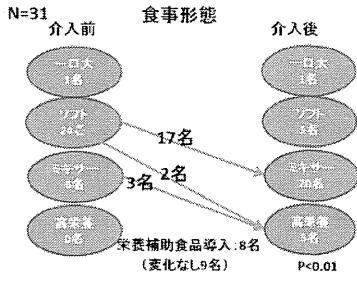 N=31
食事形態
介入前
介入後
一口大
1名
一口大
1名
ソフト
24名
ソフト
5名
17名
ミキサー
6名
ミキサー
20名
2名
3名
高栄養
0名
高栄養
5名
栄養補助食品導入:8名
(変化なし9名)
P<0.01